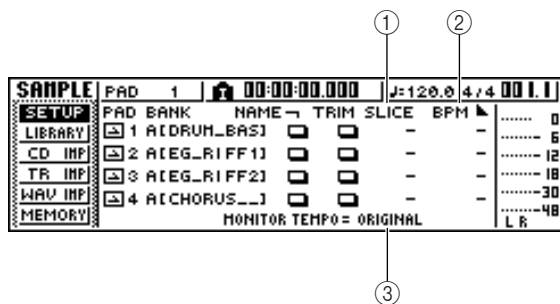 ① ②
SAMPLE PAD 1 00:00:00.000 ♩=120.0 4/4 001.1
SETUP PAD BANK NAME TRIM SLICE BPM 0
LIBRARY 1 A[DRUM_BAS] - - 6
CD IMP 2 A[EG_RIFF1] - - 12
TR IMP 3 A[EG_RIFF2] - - 18
WAV IMP 4 A[CHORUS__] - - 30
MEMORY MONITOR TEMPO= ORIGINAL 48
L R
③